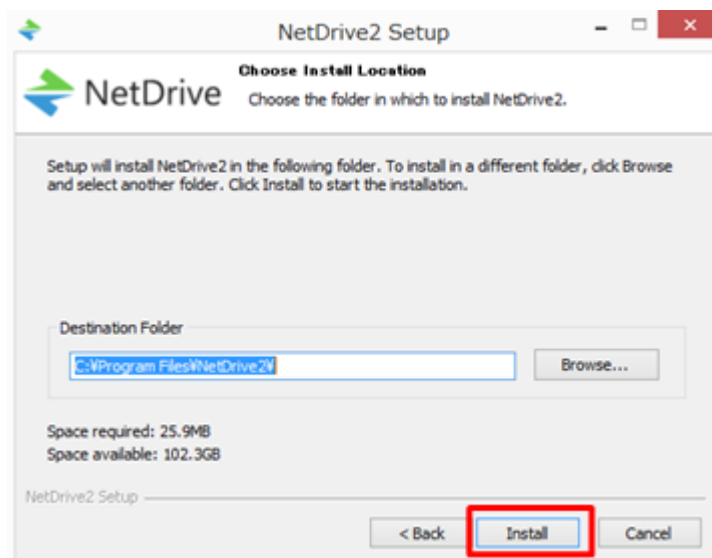 NetDrive2 Setup
NetDrive
Choose Install Location
Choose the folder in which to install NetDrive2.
Setup will install NetDrive2 in the following folder. To install in a different folder, click Browse
and select another folder. Click Install to start the installation.
Destination Folder
C:¥Program Files¥NetDrive2¥
Browse...
Space required: 25.9MB
Space available: 102.3GB
NetDrive2 Setup
< Back
Install
Cancel